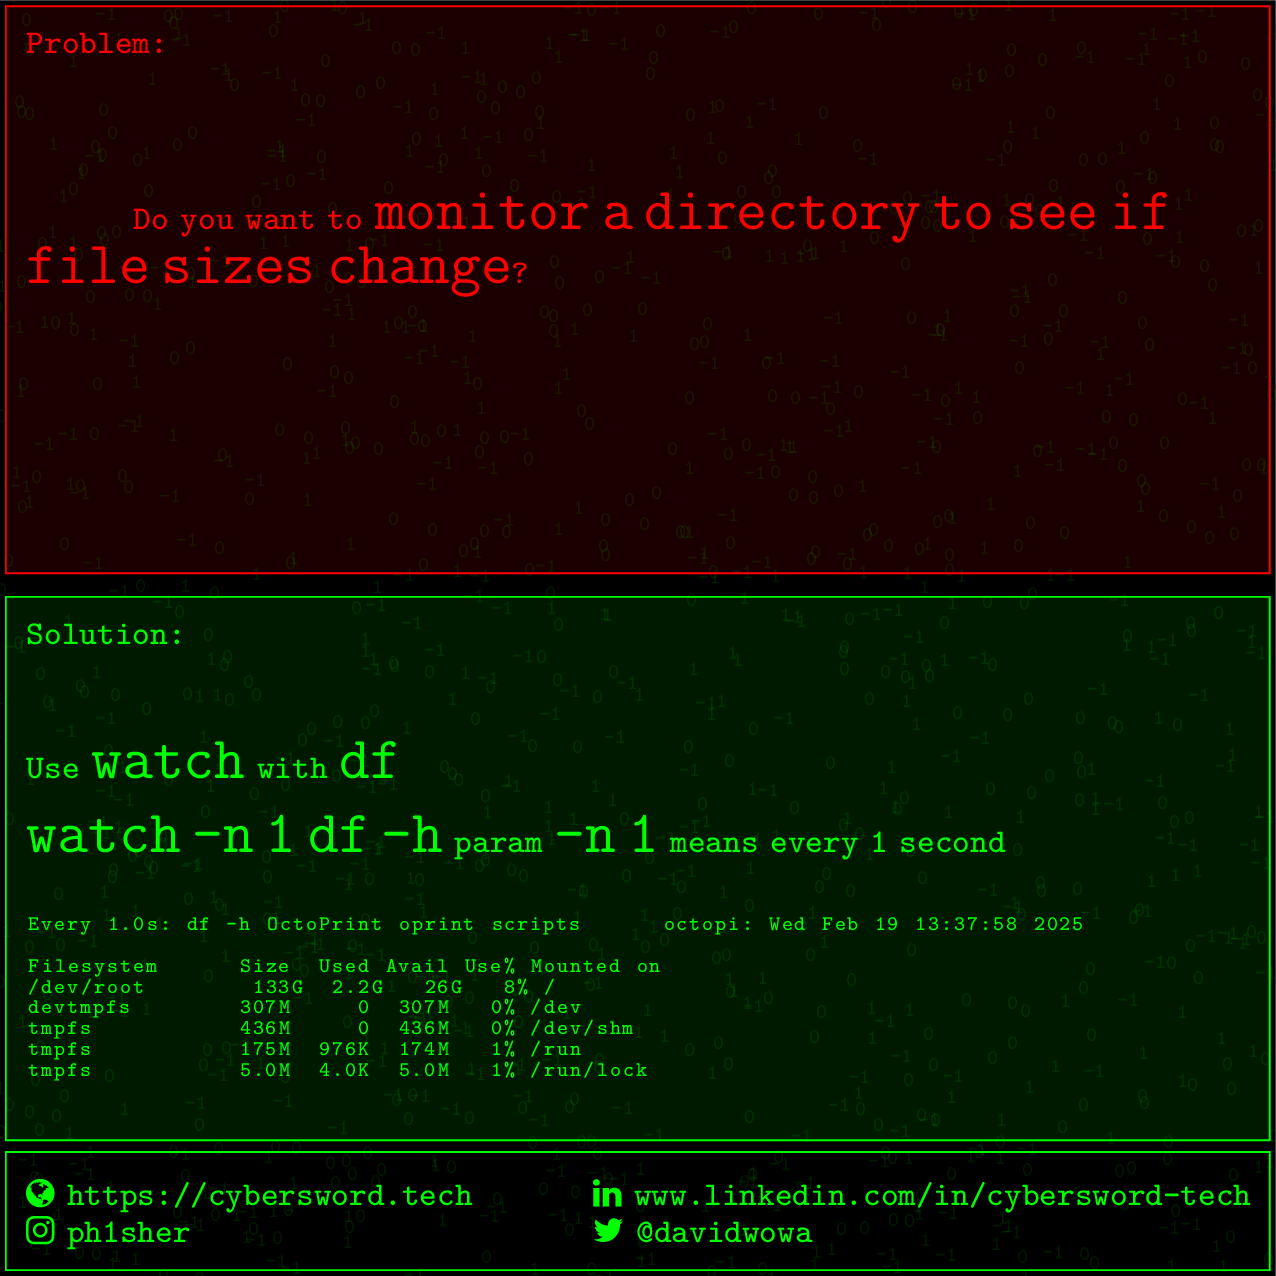 Problem:
Do you want to monitor a directory to see if
file sizes change?
Solution:
Use watch with df
watch -n 1 df -h param -n 1 means every 1 second
Every 1.0s: df -h OctoPrint oprint scripts octopi: Wed Feb 19 13:37:58 2025
Filesystem Size Used Avail Use% Mounted on
/dev/root 133G 2.2G 26G 8% /
devtmpfs 307M 0 307M 0% /dev
tmpfs 436M 0 436M 0% /dev/shm
tmpfs 175M 976K 174M 1% /run
tmpfs 5.0M 4.0K 5.0M 1% /run/lock
https://cybersword.tech www.linkedin.com/in/cybersword-tech
ph1sher @davidwowa